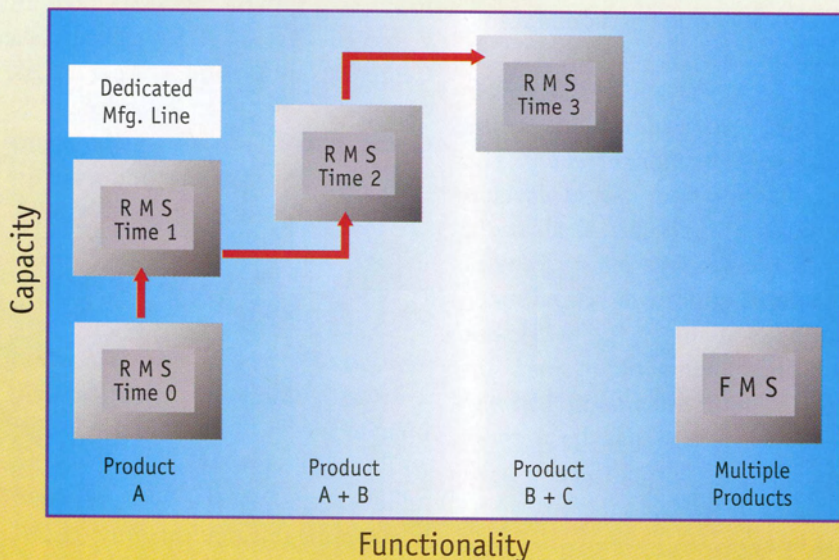 Dedicated
Mfg. Line
R M S
Time 1
R M S
Time 0
R M S
Time 2
R M S
Time 3
F M S
Product
A
Product
A + B
Product
B + C
Multiple
Products
Capacity
Functionality